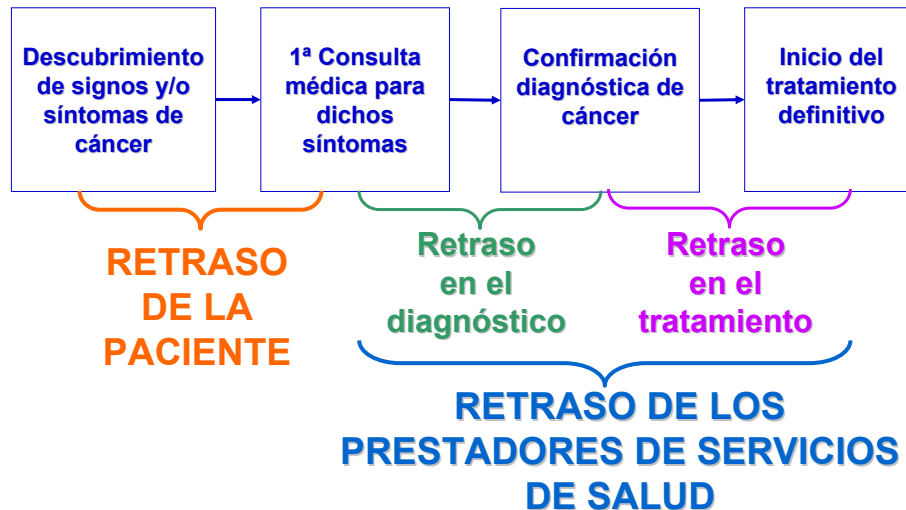 Descubrimiento
de signos y/o
síntomas de
cáncer
1ª Consulta
médica para
dichos
síntomas
Confirmación
diagnóstica de
cáncer
Inicio del
tratamiento
definitivo
RETRASO
DE LA
PACIENTE
Retraso
en el
diagnóstico
Retraso
en el
tratamiento
RETRASO DE LOS
PRESTADORES DE SERVICIOS
DE SALUD